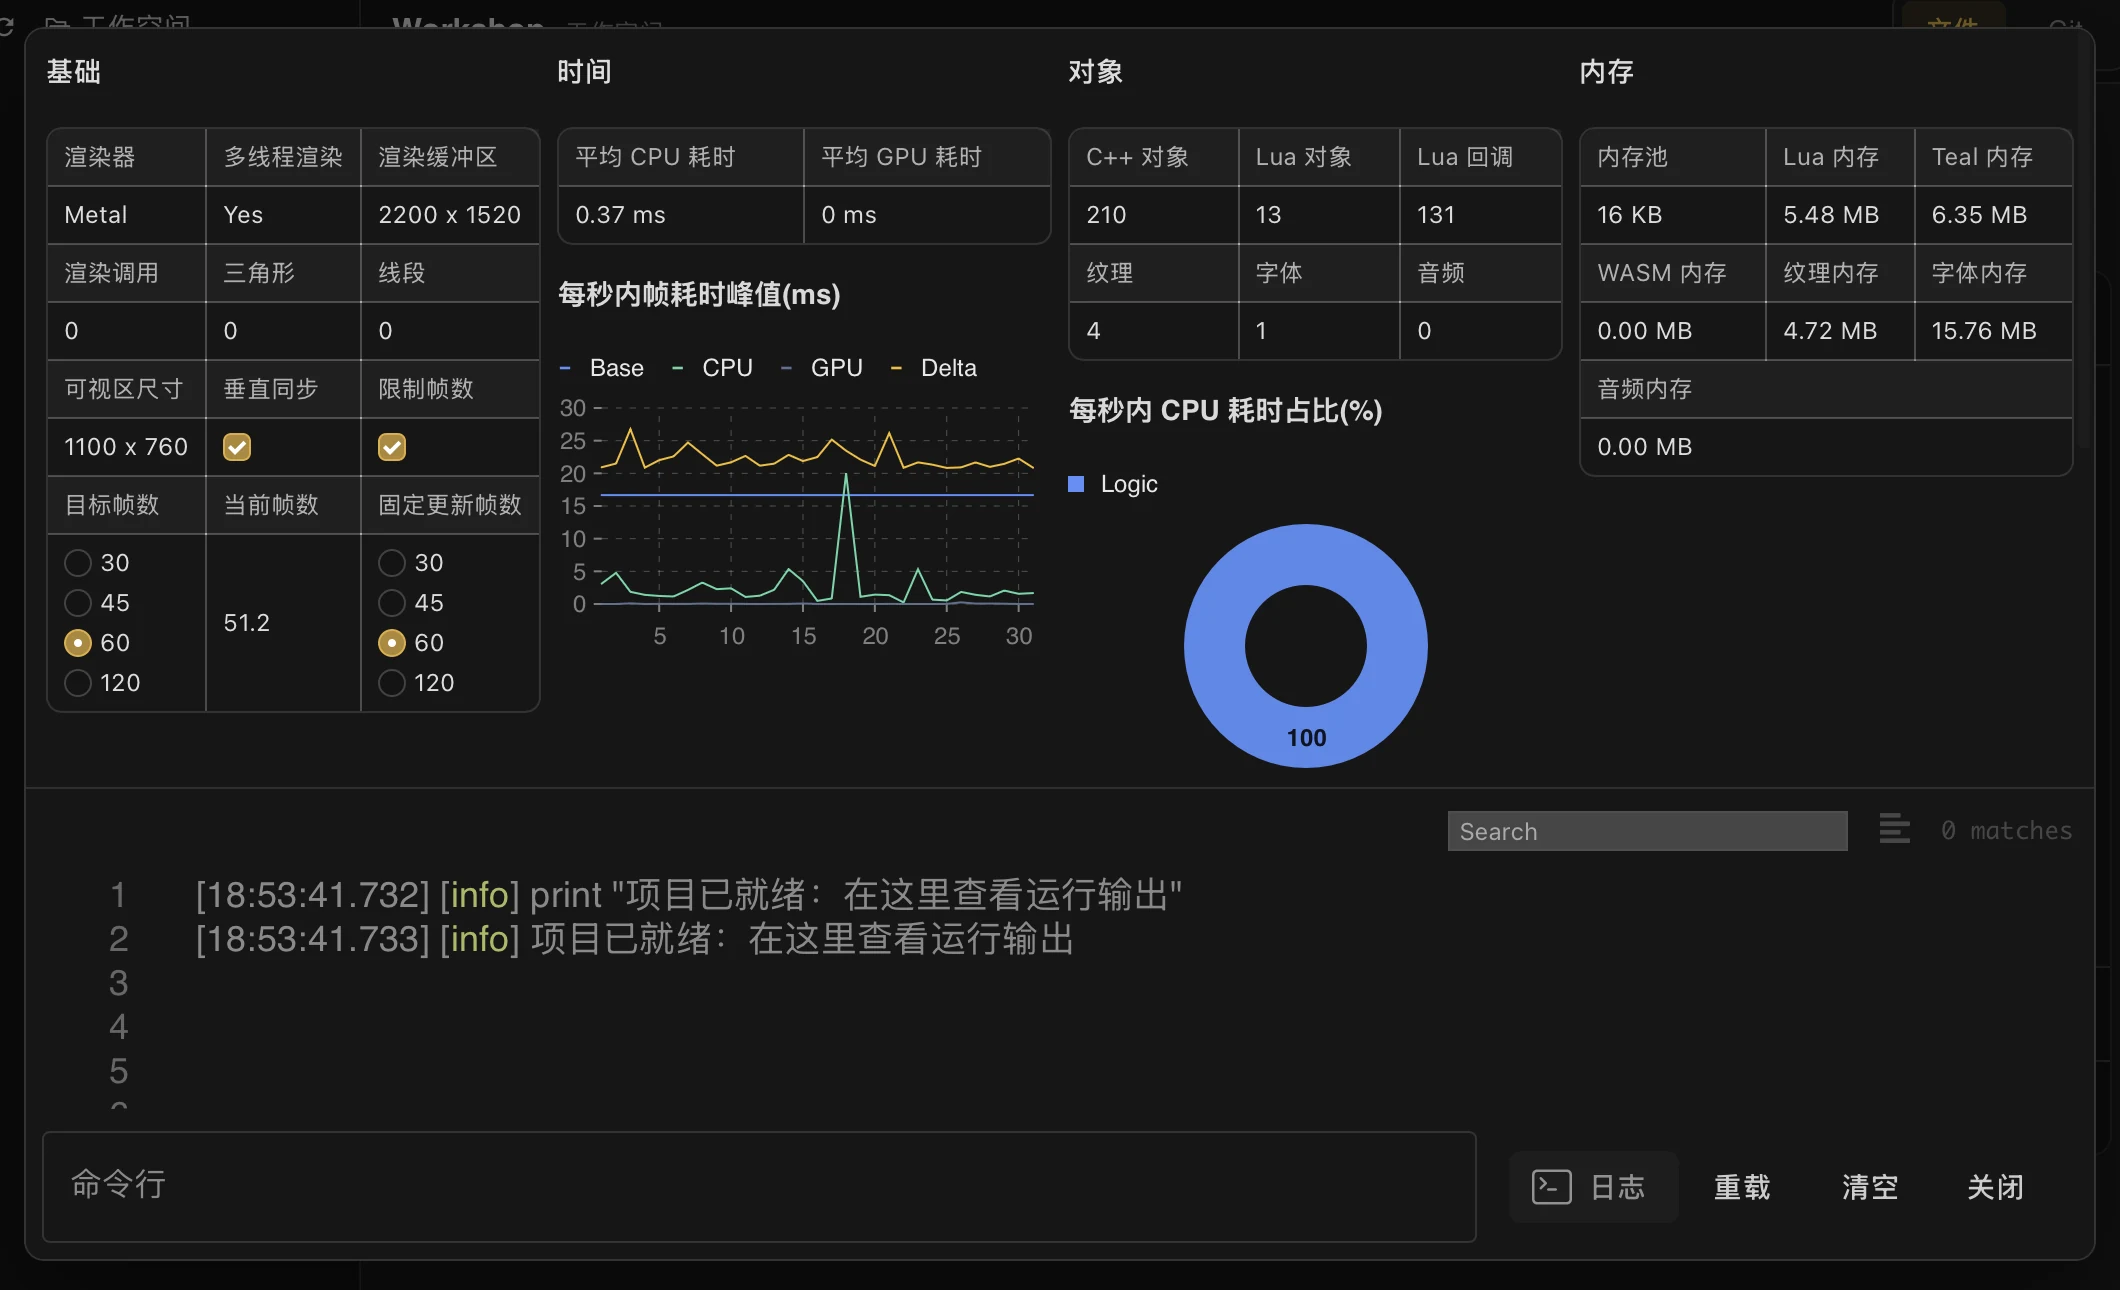 工作空间
Workshop 工作空间
文件 Git
基础
渲染器 多线程渲染 渲染缓冲区
Metal Yes 2200 x 1520
渲染调用 三角形 线段
0 0 0
可视区尺寸 垂直同步 限制帧数
1100 x 760
目标帧数 当前帧数 固定更新帧数
30 30
45 45
51.2
60 60
120 120
时间
平均 CPU 耗时 平均 GPU 耗时
0.37 ms 0 ms
每秒内帧耗时峰值(ms)
Base CPU GPU Delta
30
25
20
15
10
5
0
5 10 15 20 25 30
对象
C++ 对象 Lua 对象 Lua 回调
210 13 131
纹理 字体 音频
4 1 0
每秒内 CPU 耗时占比(%)
Logic
100
内存
内存池 Lua 内存 Teal 内存
16 KB 5.48 MB 6.35 MB
WASM 内存 纹理内存 字体内存
0.00 MB 4.72 MB 15.76 MB
音频内存
0.00 MB
Search 0 matches
1 [18:53:41.732] [info] print "项目已就绪：在这里查看运行输出"
2 [18:53:41.733] [info] 项目已就绪：在这里查看运行输出
3
4
5
命令行
日志 重载 清空 关闭